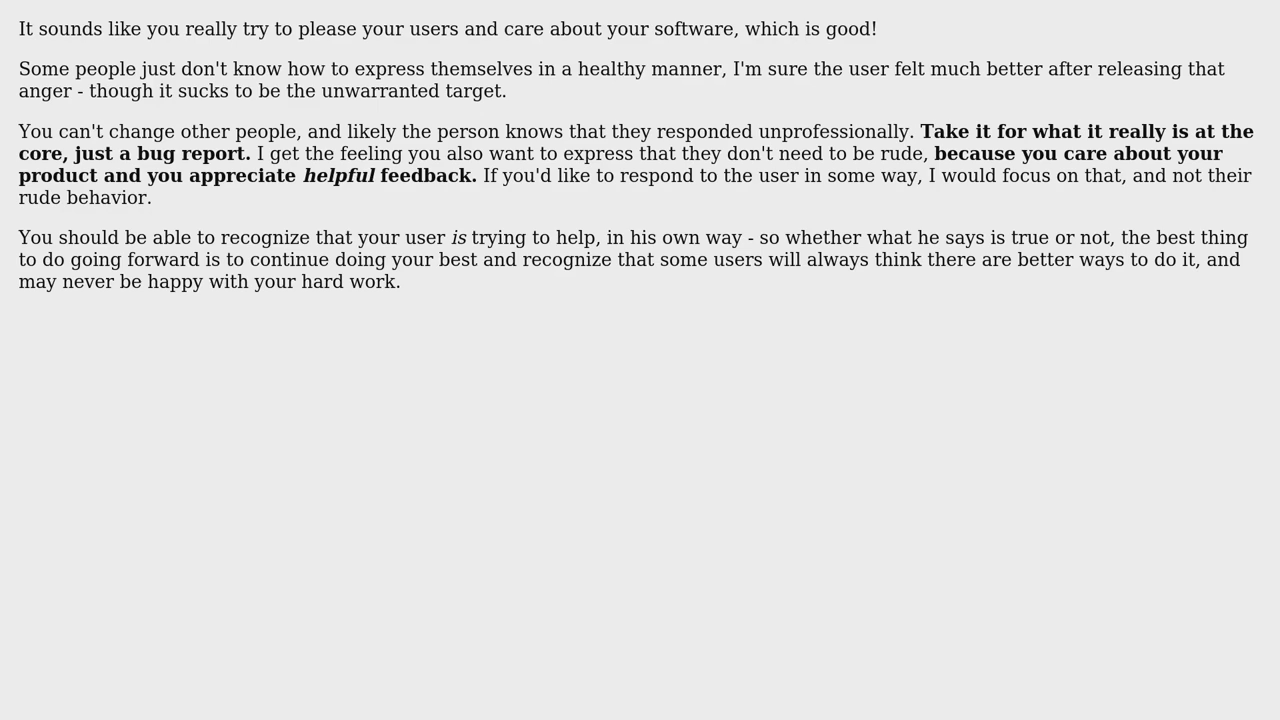 It sounds like you really try to please your users and care about your software, which is good!
Some people just don't know how to express themselves in a healthy manner, I'm sure the user felt much better after releasing that
anger - though it sucks to be the unwarranted target.
You can't change other people, and likely the person knows that they responded unprofessionally. Take it for what it really is at the
core, just a bug report. I get the feeling you also want to express that they don't need to be rude, because you care about your
product and you appreciate helpful feedback. If you'd like to respond to the user in some way, I would focus on that, and not their
rude behavior.
You should be able to recognize that your user is trying to help, in his own way - so whether what he says is true or not, the best thing
to do going forward is to continue doing your best and recognize that some users will always think there are better ways to do it, and
may never be happy with your hard work.